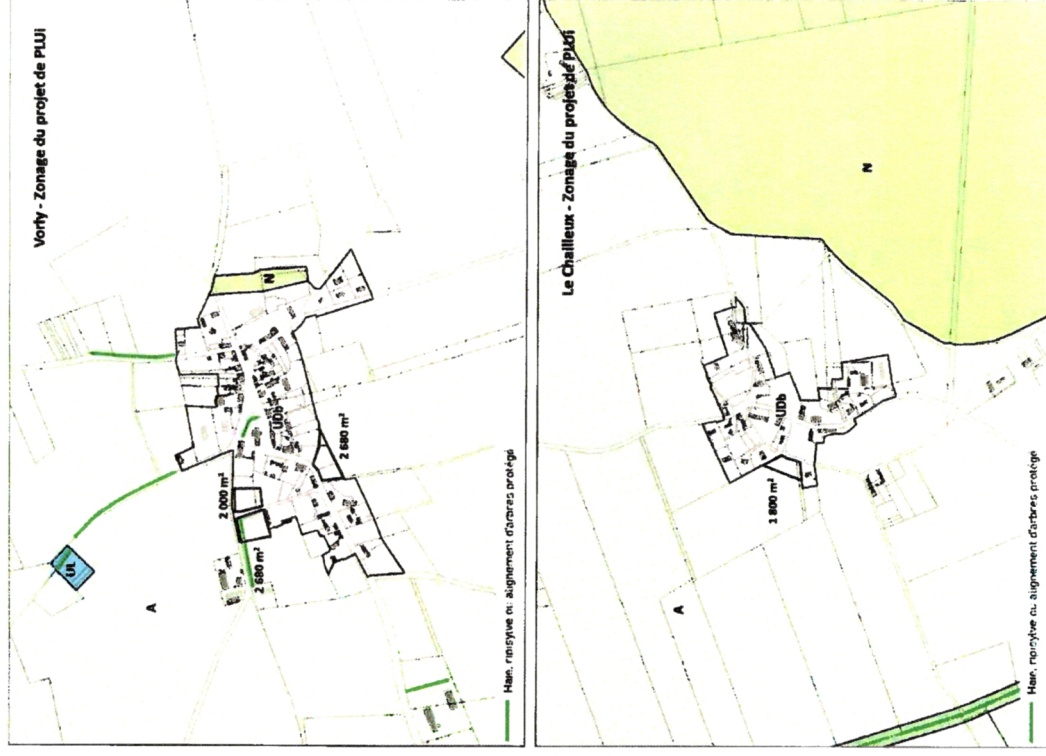 Vorly - Zonage du projet de PLUi
N
UDb
2 680 m²
2 000 m²
2 680 m²
UL
A
Haie, ripisylve ou alignement d'arbres protégé
Le Chailleux - Zonage du projet de PLUi
N
UDb
1 800 m²
A
Haie, ripisylve ou alignement d'arbres protégé